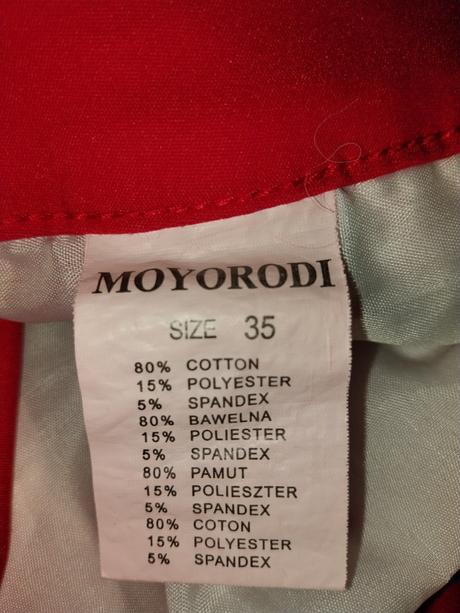 MOYORODI
SIZE 35
80% COTTON
15% POLYESTER
5% SPANDEX
80% BAWELNA
15% POLIESTER
5% SPANDEX
80% PAMUT
15% POLIESZTER
5% SPANDEX
80% COTON
15% POLYESTER
5% SPANDEX